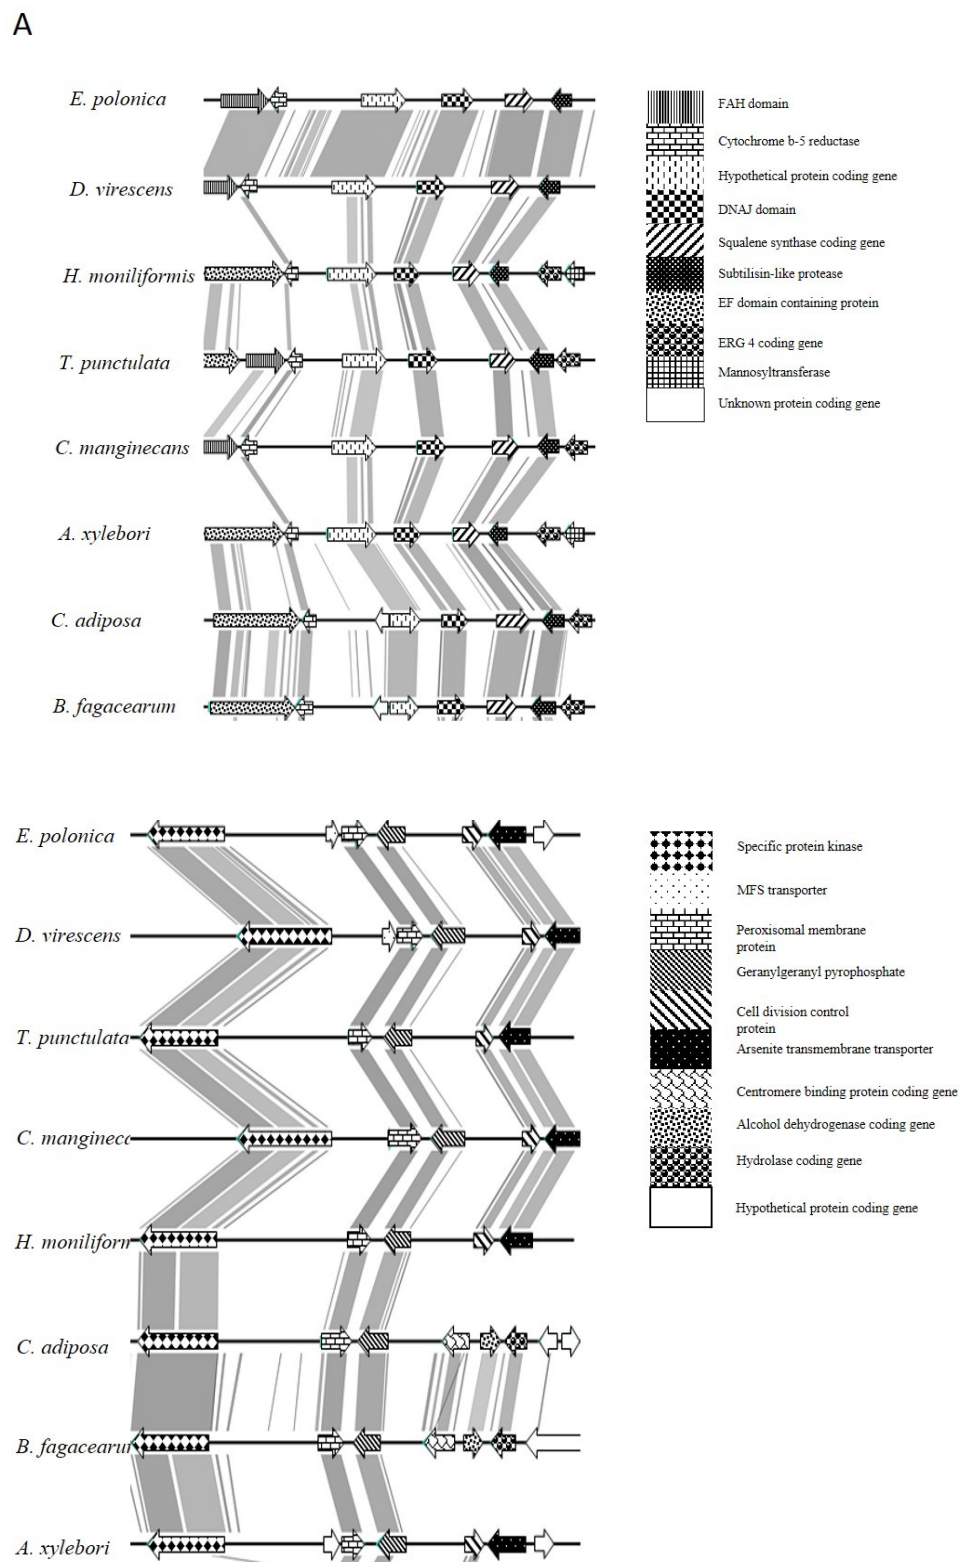 A
E. polonica
D. virescens
H. moniliformis
T. punctulata
C. manginecans
A. xylebori
C. adiposa
B. fagacearum
FAH domain
Cytochrome b-5 reductase
Hypothetical protein coding gene
DNAJ domain
Squalene synthase coding gene
Subtilisin-like protease
EF domain containing protein
ERG 4 coding gene
Mannosyltransferase
Unknown protein coding gene
E. polonica
D. virescens
T. punctulata
C. manginec
H. moniliforn
C. adiposa
B. fagacearun
A. xylebori
Specific protein kinase
MFS transporter
Peroxisomal membrane
protein
Geranylgeranyl pyrophosphate
Cell division control
protein
Arsenite transmembrane transporter
Centromere binding protein coding gene
Alcohol dehydrogenase coding gene
Hydrolase coding gene
Hypothetical protein coding gene